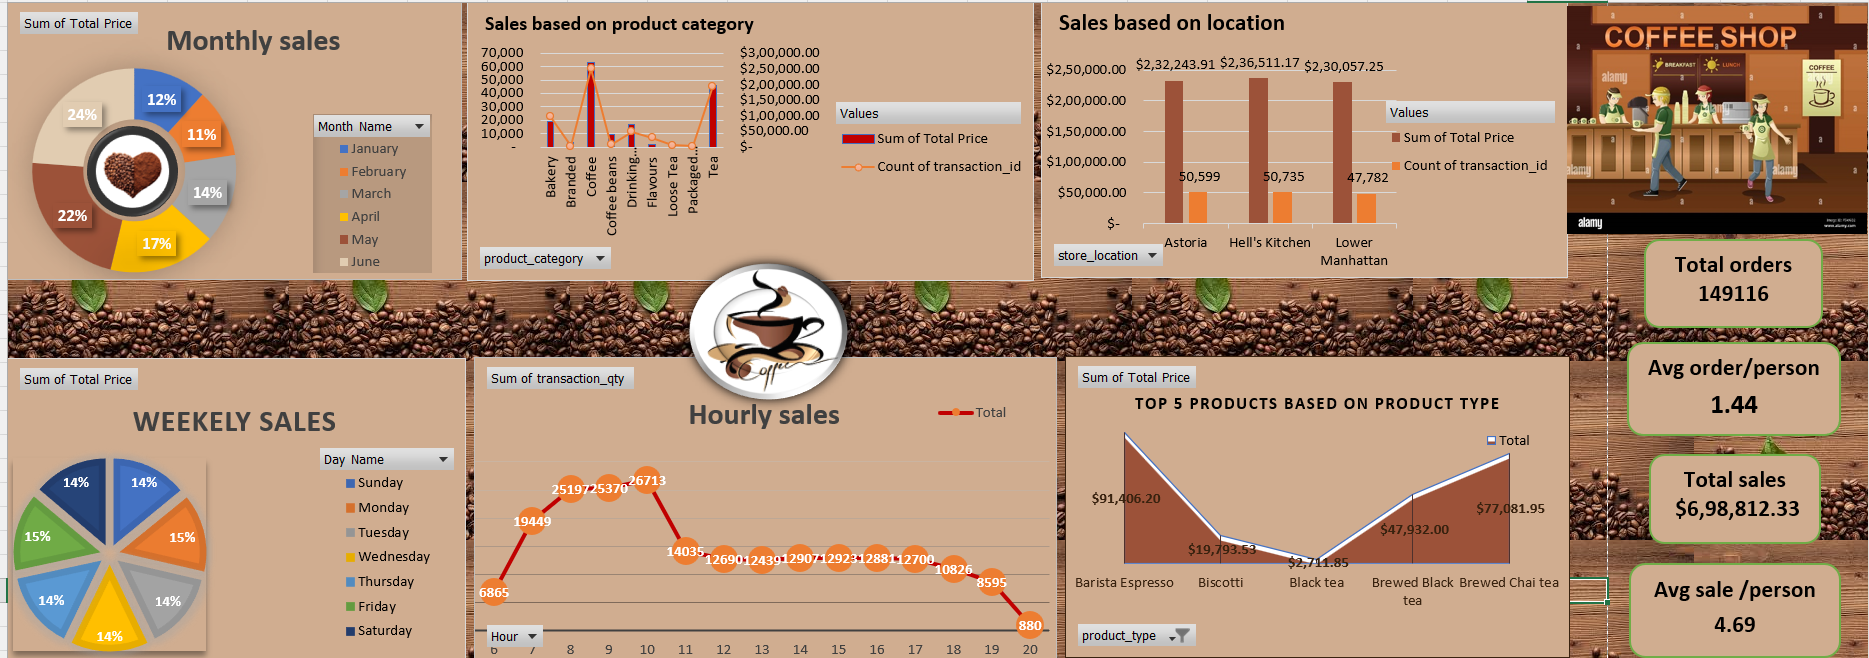 Sum of Total Price
Monthly sales
12%
11%
14%
17%
22%
24%
Month Name
January
February
March
April
May
June
Sales based on product category
70,000
60,000
50,000
40,000
30,000
20,000
10,000
-
$3,00,000.00
$2,50,000.00
$2,00,000.00
$1,50,000.00
$1,00,000.00
$50,000.00
$-
Bakery
Branded
Coffee
Coffee beans
Drinking...
Flavours
Loose Tea
Packaged...
Tea
Values
Sum of Total Price
Count of transaction_id
product_category
Sales based on location
$2,50,000.00
$2,00,000.00
$1,50,000.00
$1,00,000.00
$50,000.00
$-
$2,32,243.91
$2,36,511.17
$2,30,057.25
50,599
50,735
47,782
Astoria
Hell's Kitchen
Lower
Manhattan
Values
Sum of Total Price
Count of transaction_id
store_location
COFFEE SHOP
BREAKFAST
LUNCH
COFFEE
alamy
alamy
alamy
alamy
alamy
www.alamy.com
Total orders
149116
Avg order/person
1.44
Total sales
$6,98,812.33
Avg sale /person
4.69
Coffee
Sum of Total Price
WEEKELY SALES
14%
15%
14%
14%
14%
15%
14%
Day Name
Sunday
Monday
Tuesday
Wednesday
Thursday
Friday
Saturday
Sum of transaction_qty
Hourly sales
Total
6865
19449
25197
25370
26713
14035
12690
12439
12907
12923
12881
12700
10826
8595
880
Hour
6
7
8
9
10
11
12
13
14
15
16
17
18
19
20
Sum of Total Price
TOP 5 PRODUCTS BASED ON PRODUCT TYPE
Total
$91,406.20
$19,793.53
$2,711.85
$47,932.00
$77,081.95
Barista Espresso
Biscotti
Black tea
Brewed Black
tea
Brewed Chai tea
product_type